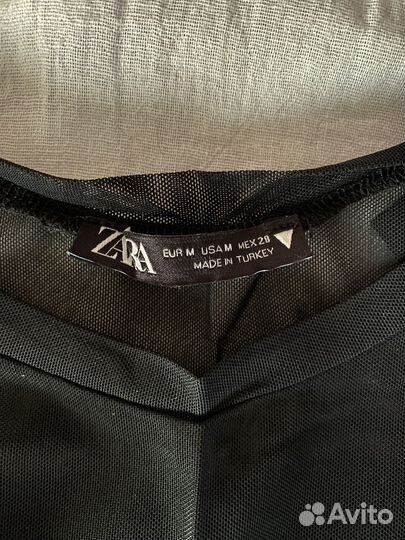 ZARA
EUR M USA M MEX 28
MADE IN TURKEY
Avito